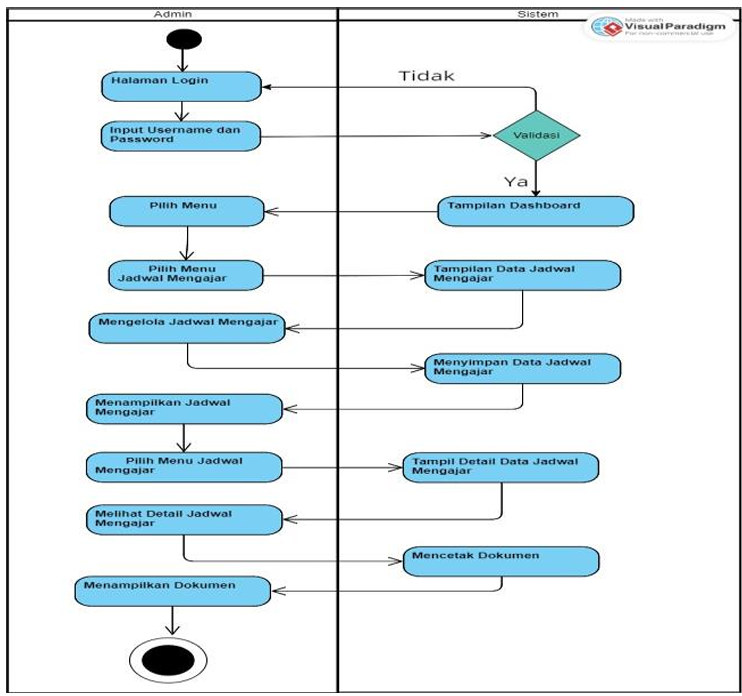 Admin
Sistem
Made with
Visual Paradigm
For non-commercial use
Halaman Login
Tidak
Input Username dan
Password
Validasi
Ya
Pilih Menu
Tampilan Dashboard
Pilih Menu
Jadwal Mengajar
Tampilan Data Jadwal
Mengajar
Mengelola Jadwal Mengajar
Menyimpan Data Jadwal
Mengajar
Menampilkan Jadwal
Mengajar
Pilih Menu Jadwal
Mengajar
Tampil Detail Data Jadwal
Mengajar
Melihat Detail Jadwal
Mengajar
Mencetak Dokumen
Menampilkan Dokumen